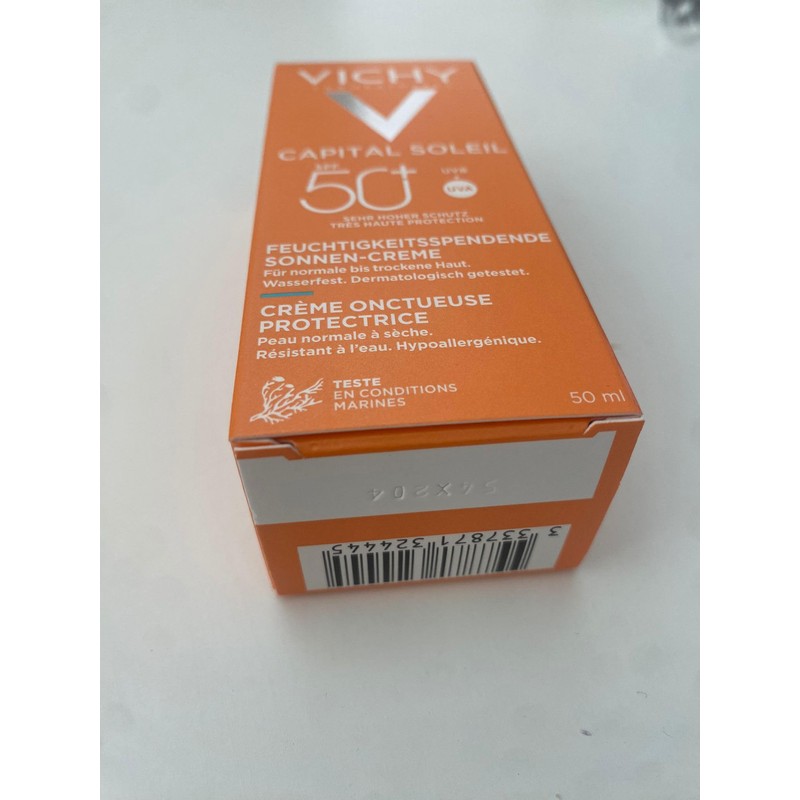 VICHY
CAPITAL SOLEIL
SPF
50+
UVB
+
UVA
SEHR HOHER SCHUTZ
TRÈS HAUTE PROTECTION
FEUCHTIGKEITSSPENDENDE
SONNEN-CREME
Für normale bis trockene Haut.
Wasserfest. Dermatologisch getestet.
CRÈME ONCTUEUSE
PROTECTRICE
Peau normale à sèche.
Résistant à l'eau. Hypoallergénique.
TESTE
EN CONDITIONS
MARINES
50 ml
54X204
3 337871 324445